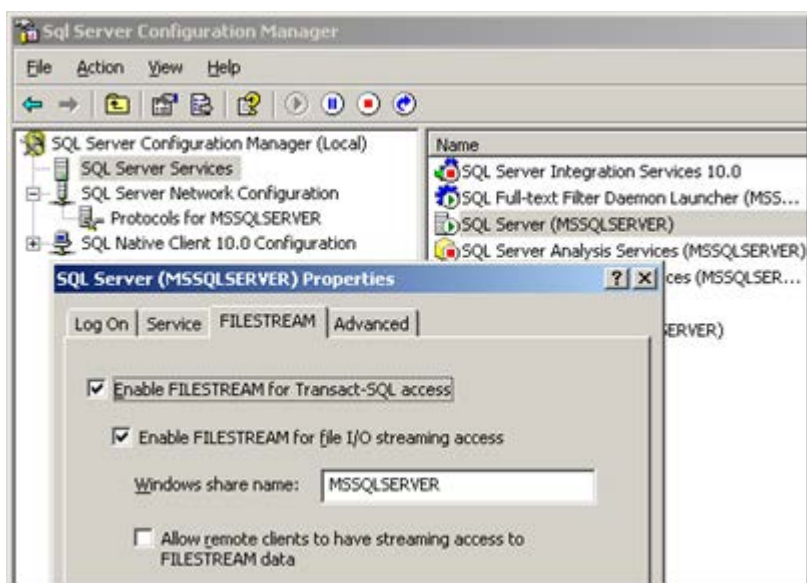 Sql Server Configuration Manager
File Action View Help
SQL Server Configuration Manager (Local)
SQL Server Services
SQL Server Network Configuration
Protocols for MSSQLSERVER
SQL Native Client 10.0 Configuration
Name
SQL Server Integration Services 10.0
SQL Full-text Filter Daemon Launcher (MSS...
SQL Server (MSSQLSERVER)
SQL Server Analysis Services (MSSQLSERVER)
ces (MSSQLSER...
ERVER)
SQL Server (MSSQLSERVER) Properties
Log On Service FILESTREAM Advanced
Enable FILESTREAM for Transact-SQL access
Enable FILESTREAM for file I/O streaming access
Windows share name: MSSQLSERVER
Allow remote clients to have streaming access to
FILESTREAM data